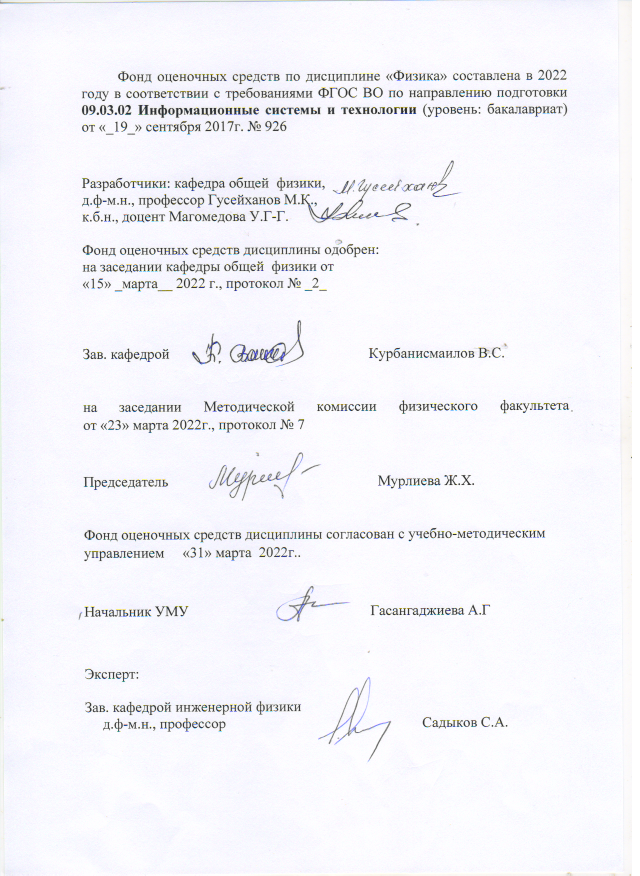 Фонд оценочных средств по дисциплине «Физика» составлена в 2022
году в соответствии с требованиями ФГОС ВО по направлению подготовки
09.03.02 Информационные системы и технологии (уровень: бакалавриат)
от «_19_» сентября 2017г. № 926
Разработчики: кафедра общей физики,
М.Гусейханов
д.ф-м.н., профессор Гусейханов М.К.,
к.б.н., доцент Магомедова У.Г-Г.
Фонд оценочных средств дисциплины одобрен:
на заседании кафедры общей физики от
«15» _марта__ 2022 г., протокол № _2_
Зав. кафедрой Курбанисмаилов В.С.
на заседании Методической комиссии физического факультета
от «23» марта 2022г., протокол № 7
Председатель Мурлиева Ж.Х.
Фонд оценочных средств дисциплины согласован с учебно-методическим
управлением «31» марта 2022г..
Начальник УМУ Гасангаджиева А.Г
Эксперт:
Зав. кафедрой инженерной физики
д.ф-м.н., профессор Садыков С.А.